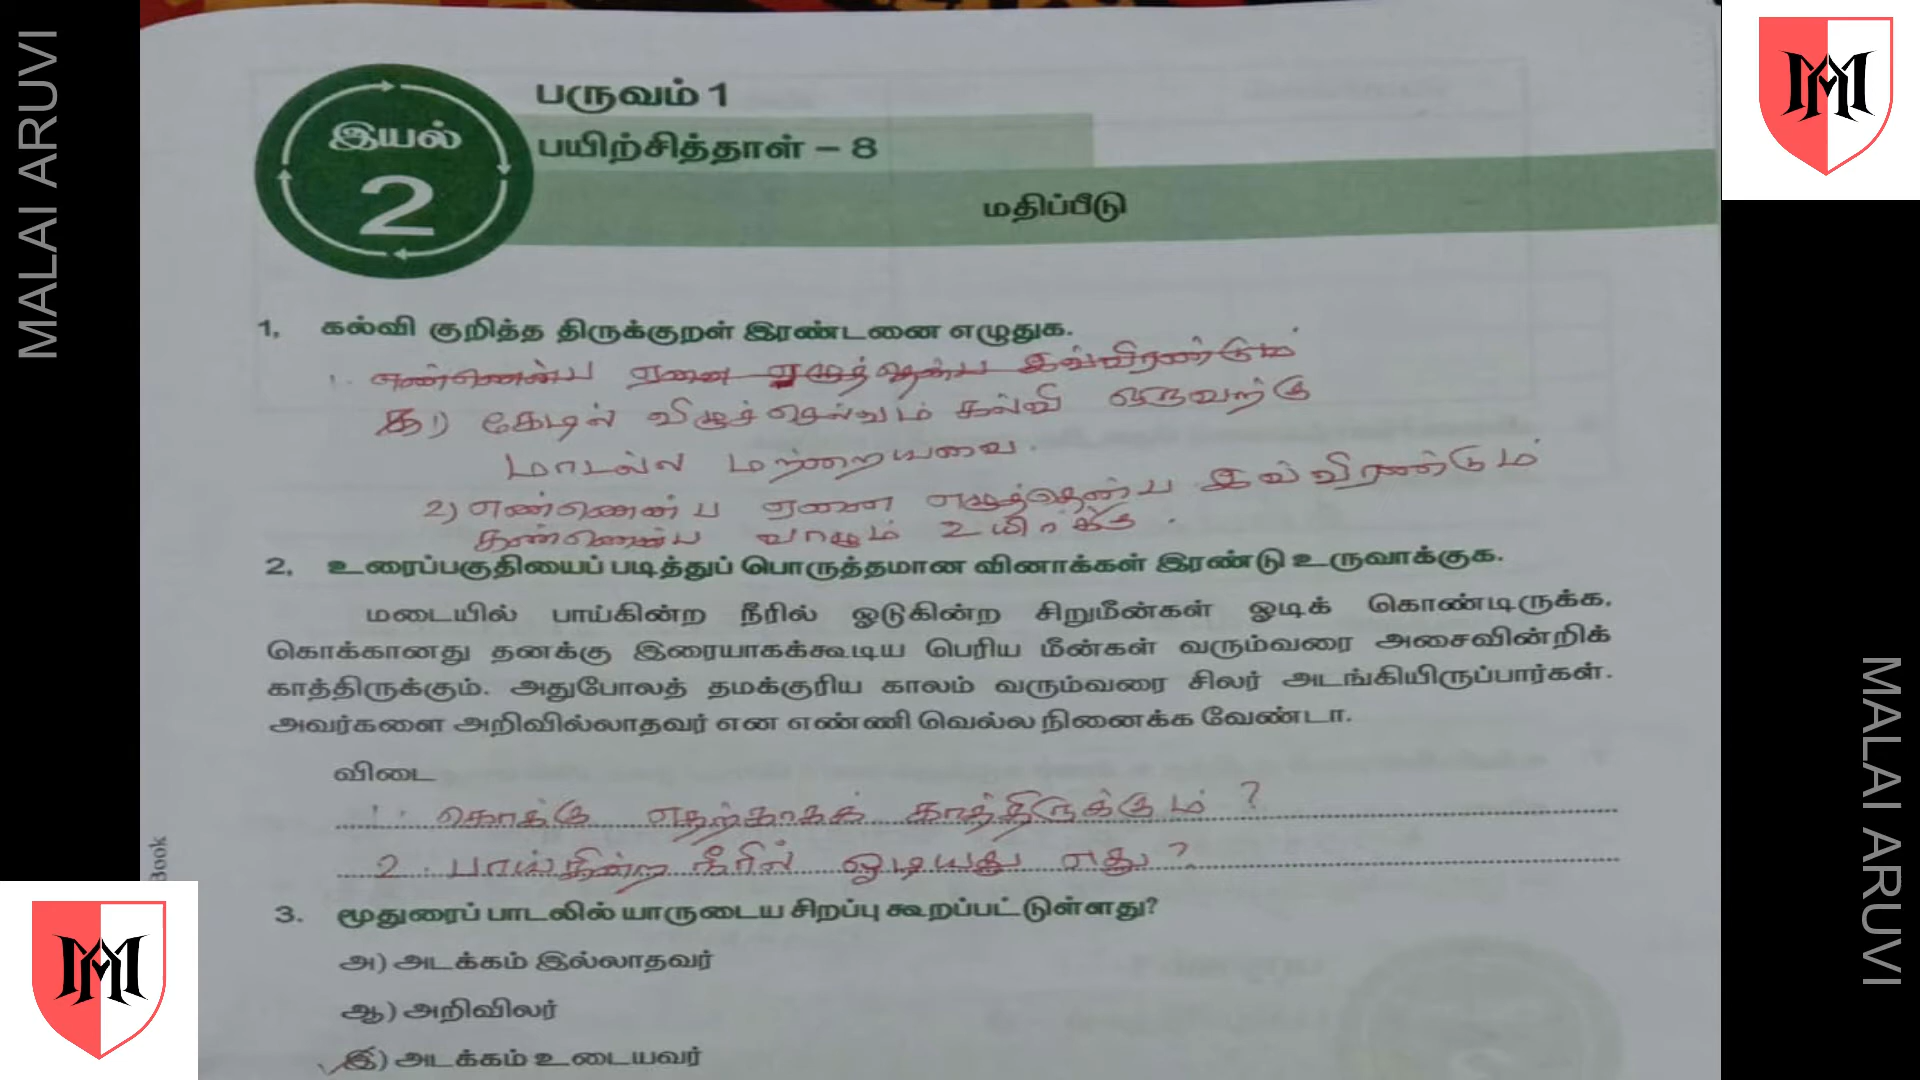 MALAI ARUVI
இயல்
2
பருவம் 1
பயிற்சித்தாள் – 8
மதிப்பீடு
1. கல்வி குறித்த திருக்குறள் இரண்டனை எழுதுக.
1. எண்ணென்ப ஏனை எழுத்தென்ப இவ்விரண்டும்
1) கேடில் விழுச்செல்வம் கல்வி ஒருவற்கு
மாடல்ல மற்றையவை.
2) எண்ணென்ப ஏனை எழுத்தென்ப இவ்விரண்டும்
கண்ணென்ப வாழும் உயிர்க்கு.
2. உரைப்பகுதியைப் படித்துப் பொருத்தமான வினாக்கள் இரண்டு உருவாக்குக.
மடையில் பாய்கின்ற நீரில் ஓடுகின்ற சிறுமீன்கள் ஓடிக் கொண்டிருக்க,
கொக்கானது தனக்கு இரையாகக்கூடிய பெரிய மீன்கள் வரும்வரை அசைவின்றிக்
காத்திருக்கும். அதுபோலத் தமக்குரிய காலம் வரும்வரை சிலர் அடங்கியிருப்பார்கள்.
அவர்களை அறிவில்லாதவர் என எண்ணி வெல்ல நினைக்க வேண்டா.
விடை
1. கொக்கு எதற்காகக் காத்திருக்கும் ?
2. பாய்கின்ற நீரில் ஓடியது எது ?
3. மூதுரைப் பாடலில் யாருடைய சிறப்பு கூறப்பட்டுள்ளது?
அ) அடக்கம் இல்லாதவர்
ஆ) அறிவிலர்
இ) அடக்கம் உடையவர்
Book
MALAI ARUVI